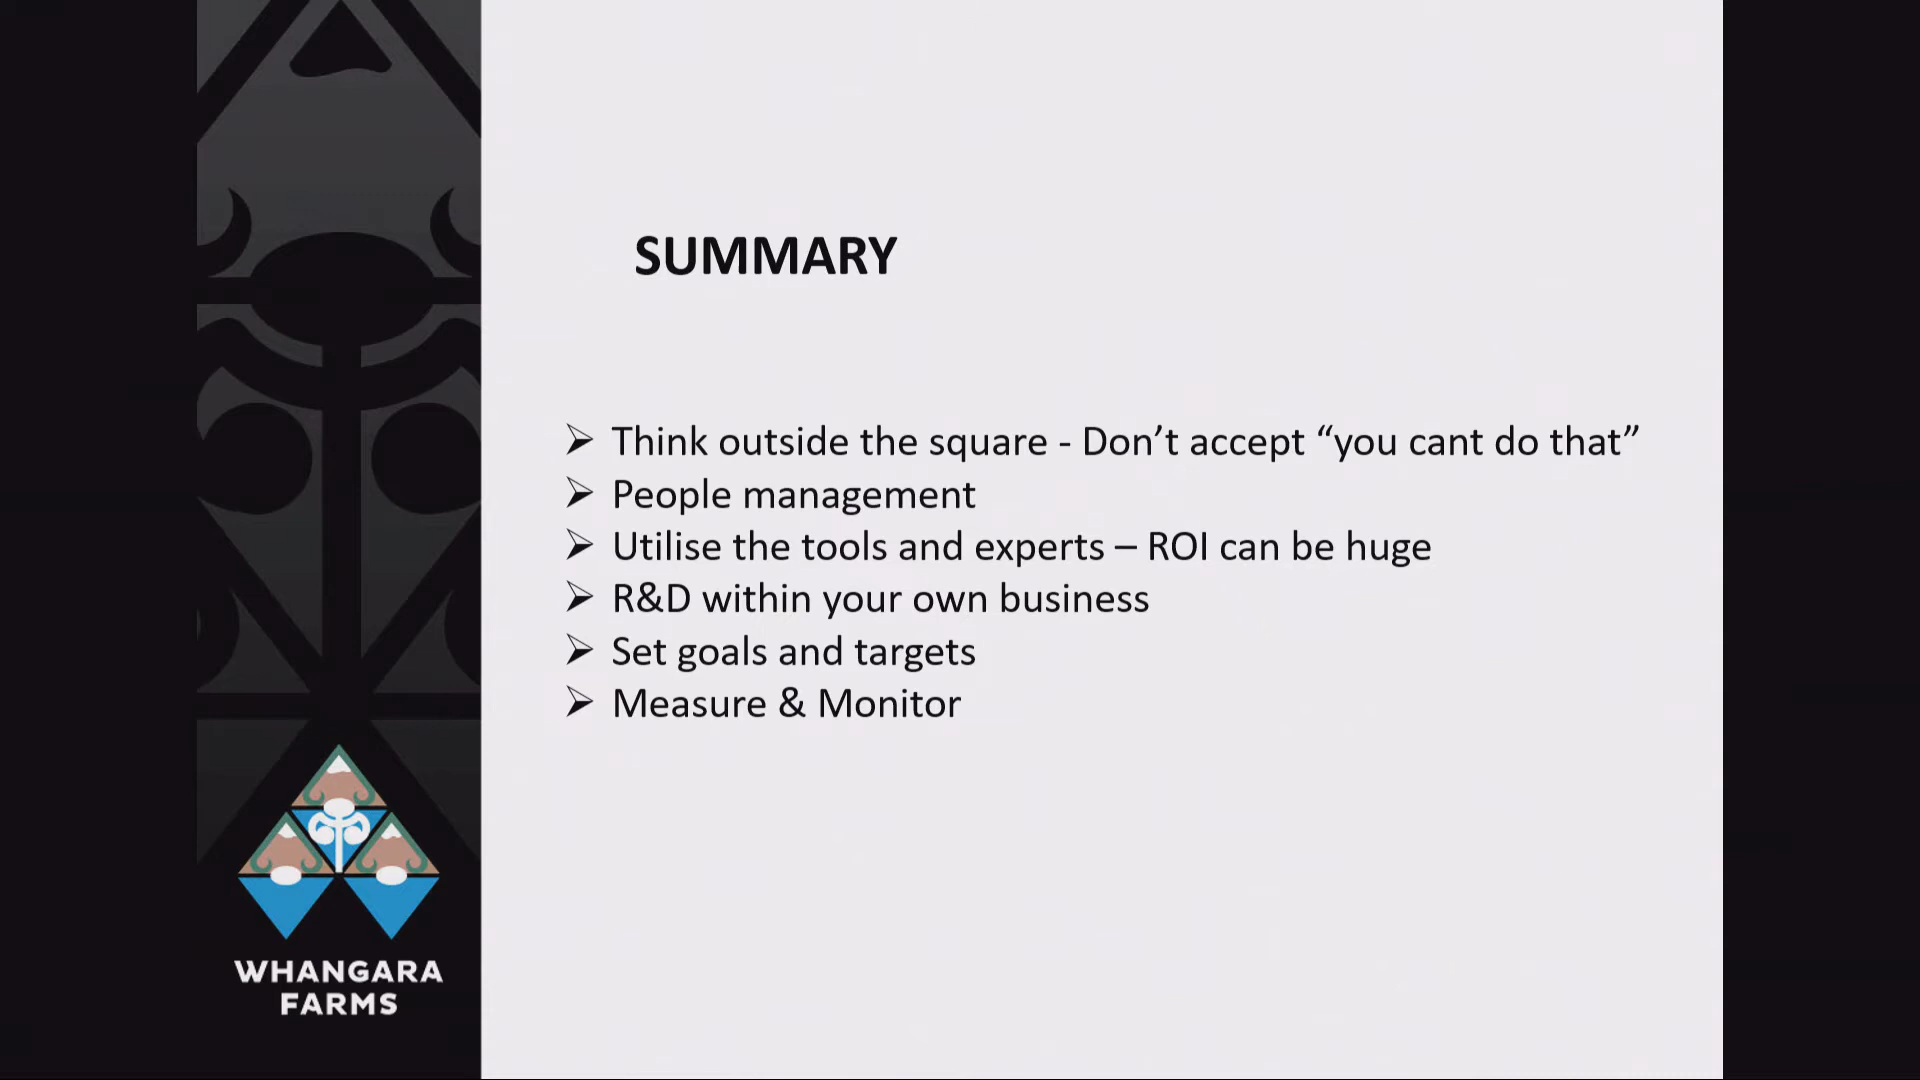 SUMMARY
Think outside the square - Don’t accept “you cant do that”
People management
Utilise the tools and experts – ROI can be huge
R&D within your own business
Set goals and targets
Measure & Monitor
WHANGARA
FARMS